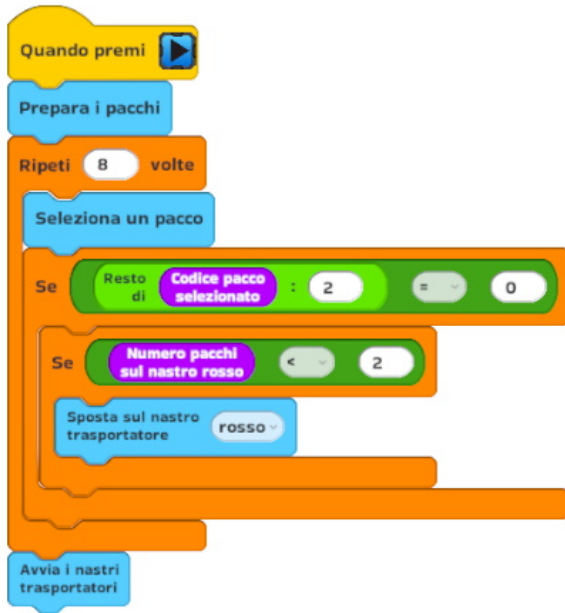 Quando premi
Prepara i pacchi
Ripeti 8 volte
Seleziona un pacco
Se Resto di Codice pacco selezionato : 2 = 0
Se Numero pacchi sul nastro rosso < 2
Sposta sul nastro
trasportatore rosso
Avvia i nastri
trasportatori